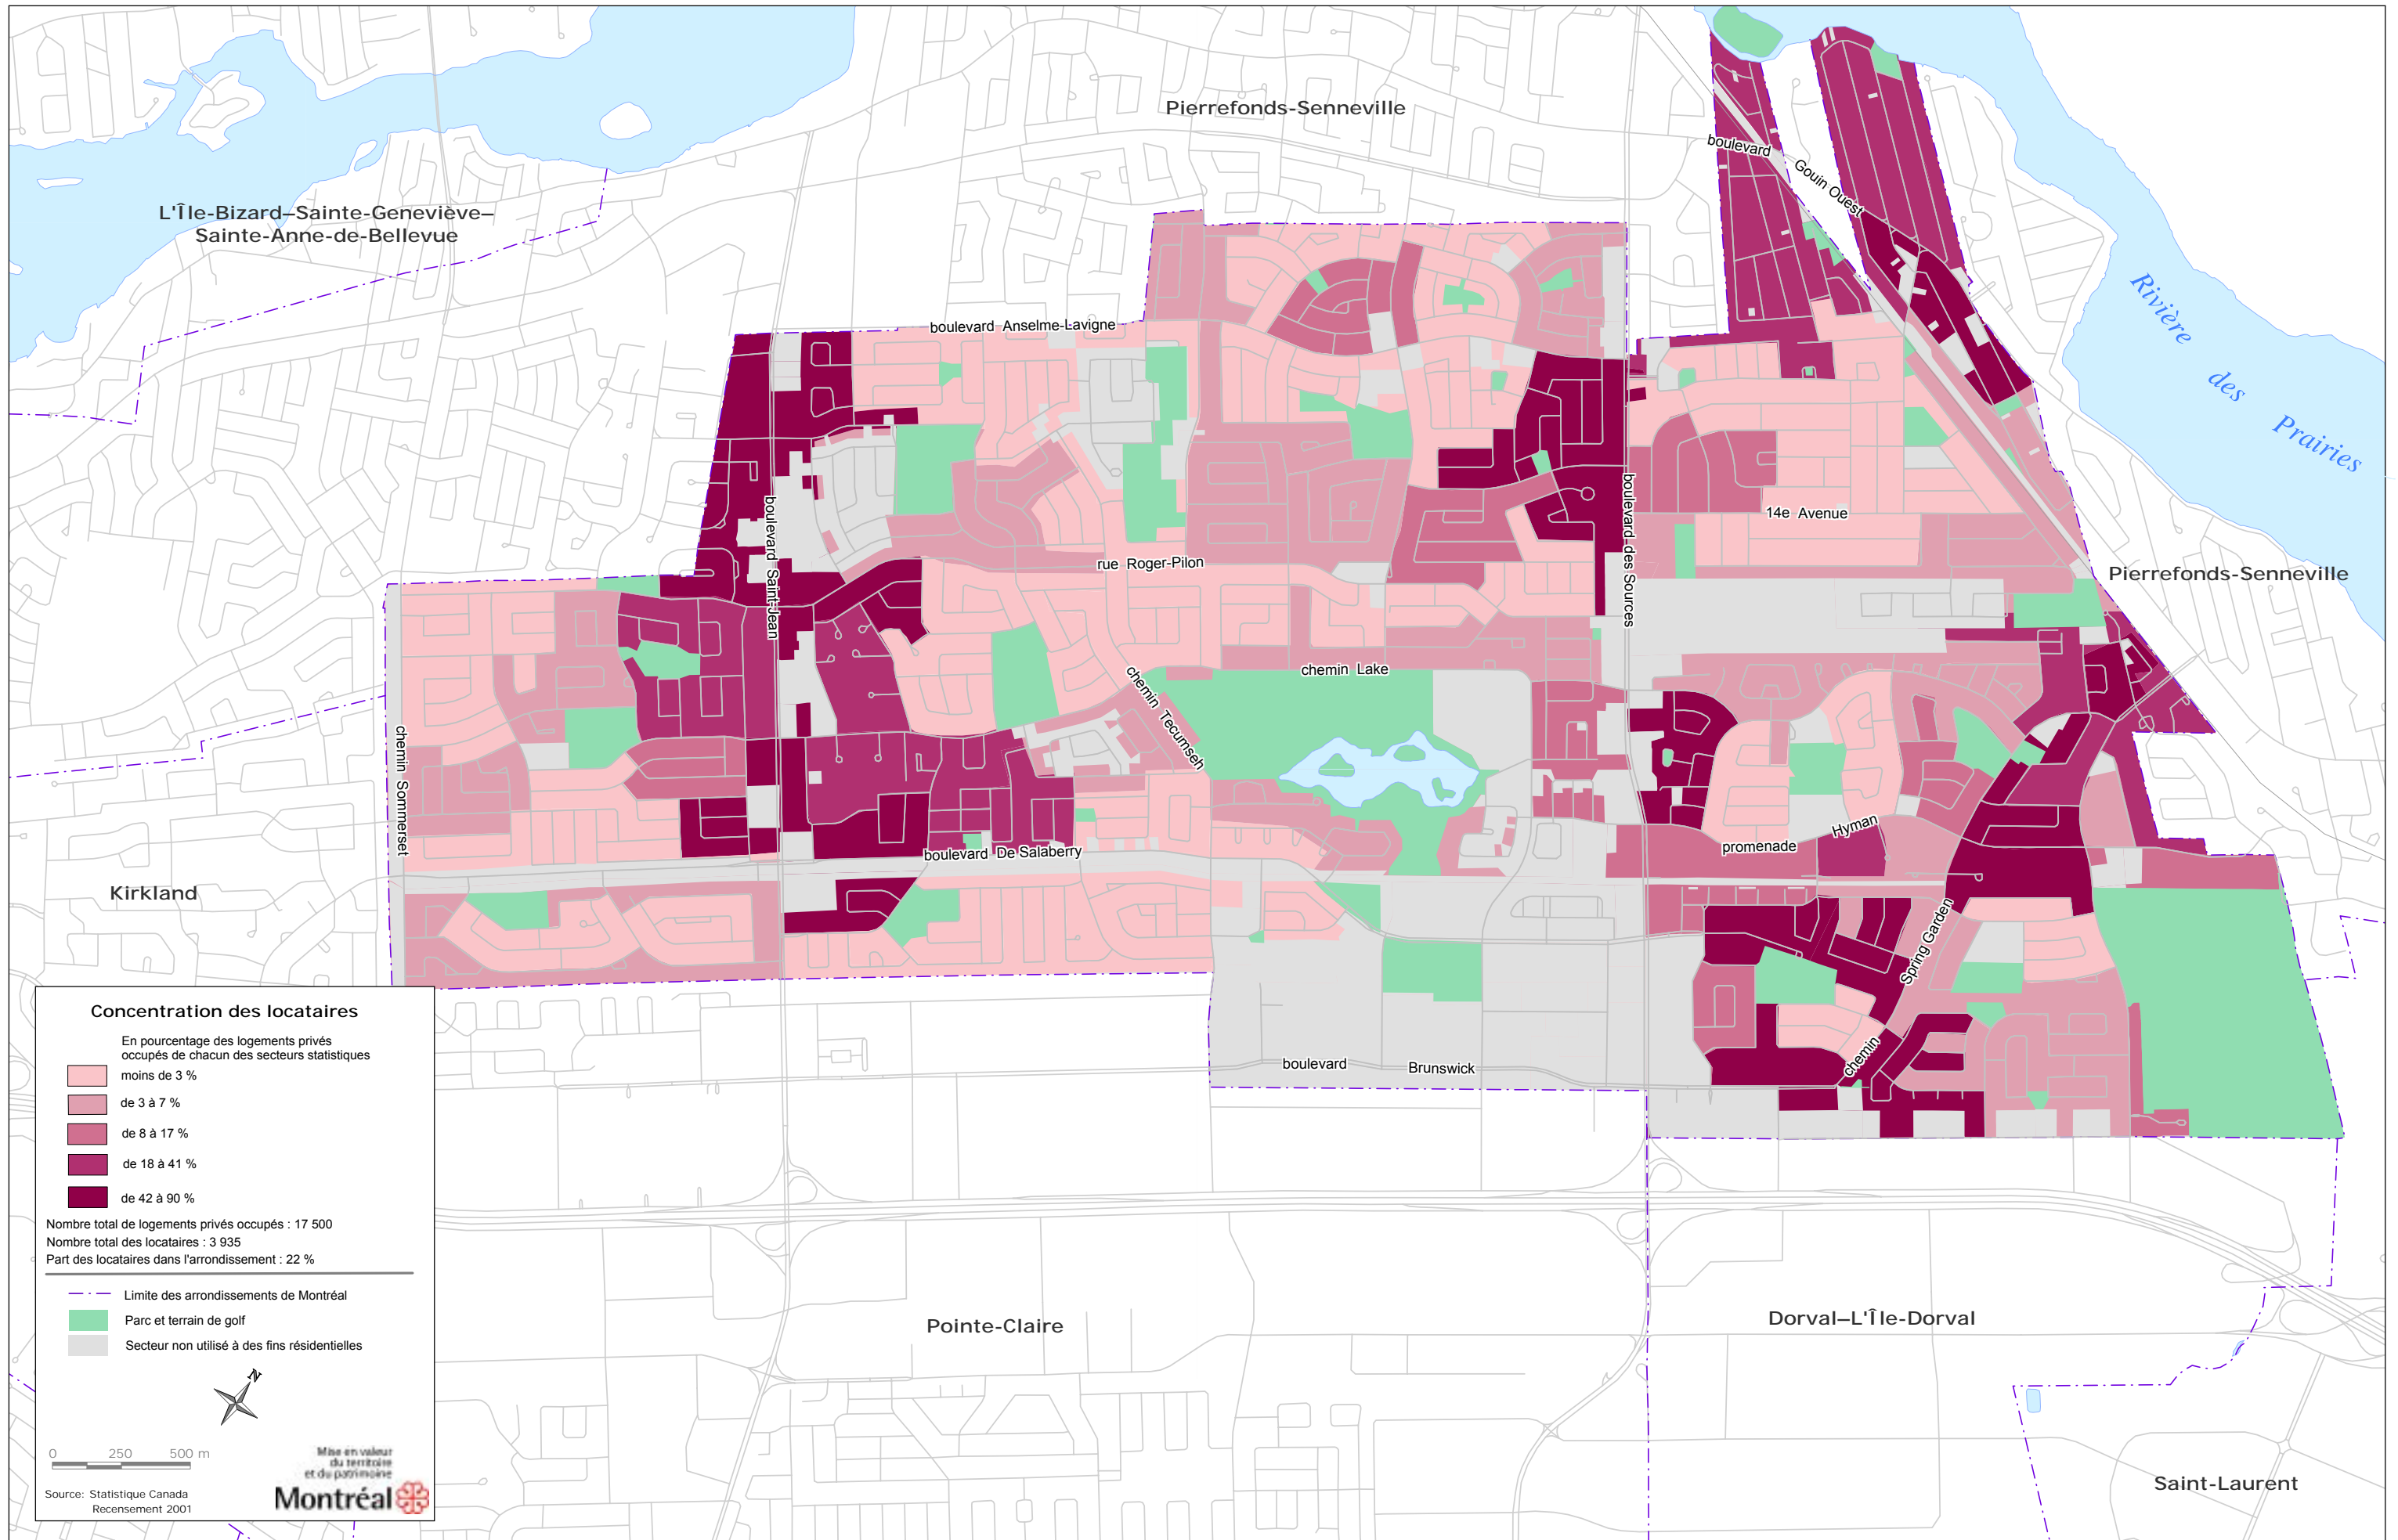 Pierrefonds-Senneville
L'Île-Bizard–Sainte-Geneviève–
Sainte-Anne-de-Bellevue
boulevard
Gouin Ouest
Rivière
des
Prairies
boulevard Anselme-Lavigne
boulevard Saint-Jean
boulevard des Sources
14e Avenue
rue Roger-Pilon
Pierrefonds-Senneville
chemin Lake
chemin Tecumseh
chemin Sommerset
boulevard De Salaberry
promenade
Hyman
Kirkland
chemin
Spring Garden
boulevard
Brunswick
Concentration des locataires
En pourcentage des logements privés
occupés de chacun des secteurs statistiques
moins de 3 %
de 3 à 7 %
de 8 à 17 %
de 18 à 41 %
de 42 à 90 %
Nombre total de logements privés occupés : 17 500
Nombre total des locataires : 3 935
Part des locataires dans l'arrondissement : 22 %
Limite des arrondissements de Montréal
Parc et terrain de golf
Secteur non utilisé à des fins résidentielles
N
0 250 500 m
Mise en valeur
du territoire
et du patrimoine
Montréal
Source: Statistique Canada
Recensement 2001
Pointe-Claire
Dorval–L'Île-Dorval
Saint-Laurent